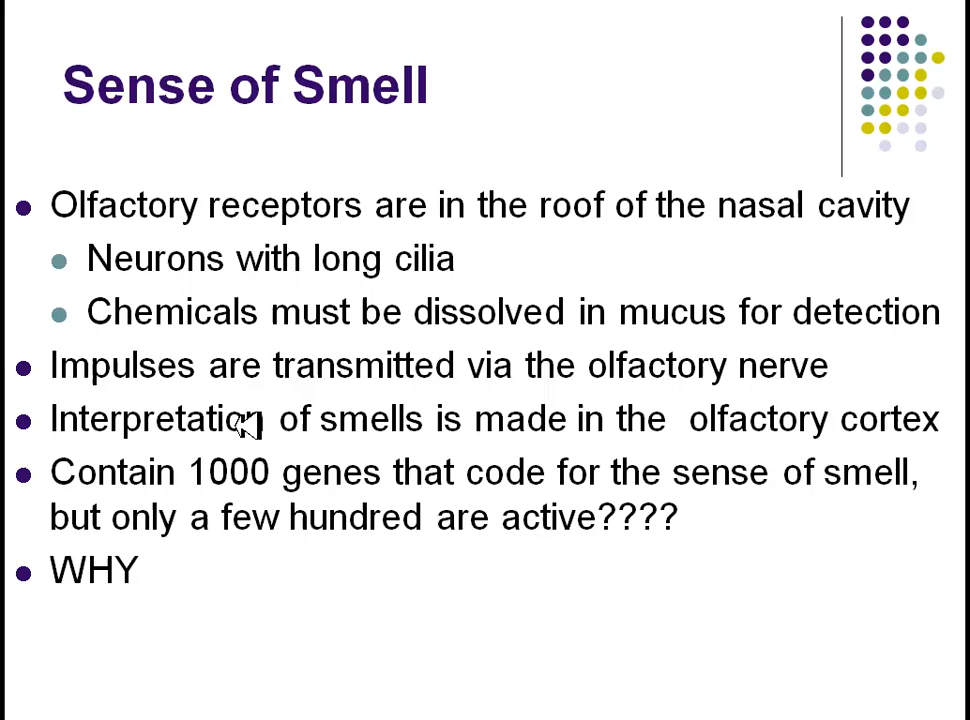 Sense of Smell
Olfactory receptors are in the roof of the nasal cavity
Neurons with long cilia
Chemicals must be dissolved in mucus for detection
Impulses are transmitted via the olfactory nerve
Interpretation of smells is made in the olfactory cortex
Contain 1000 genes that code for the sense of smell,
but only a few hundred are active????
WHY